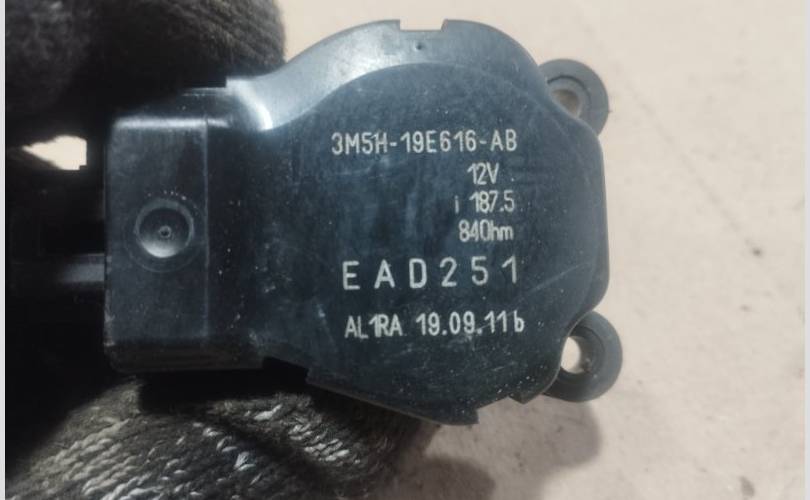 3M5H-19E616-AB
12V
i 187.5
84Ohm
EAD251
AL1RA 19.09.11b